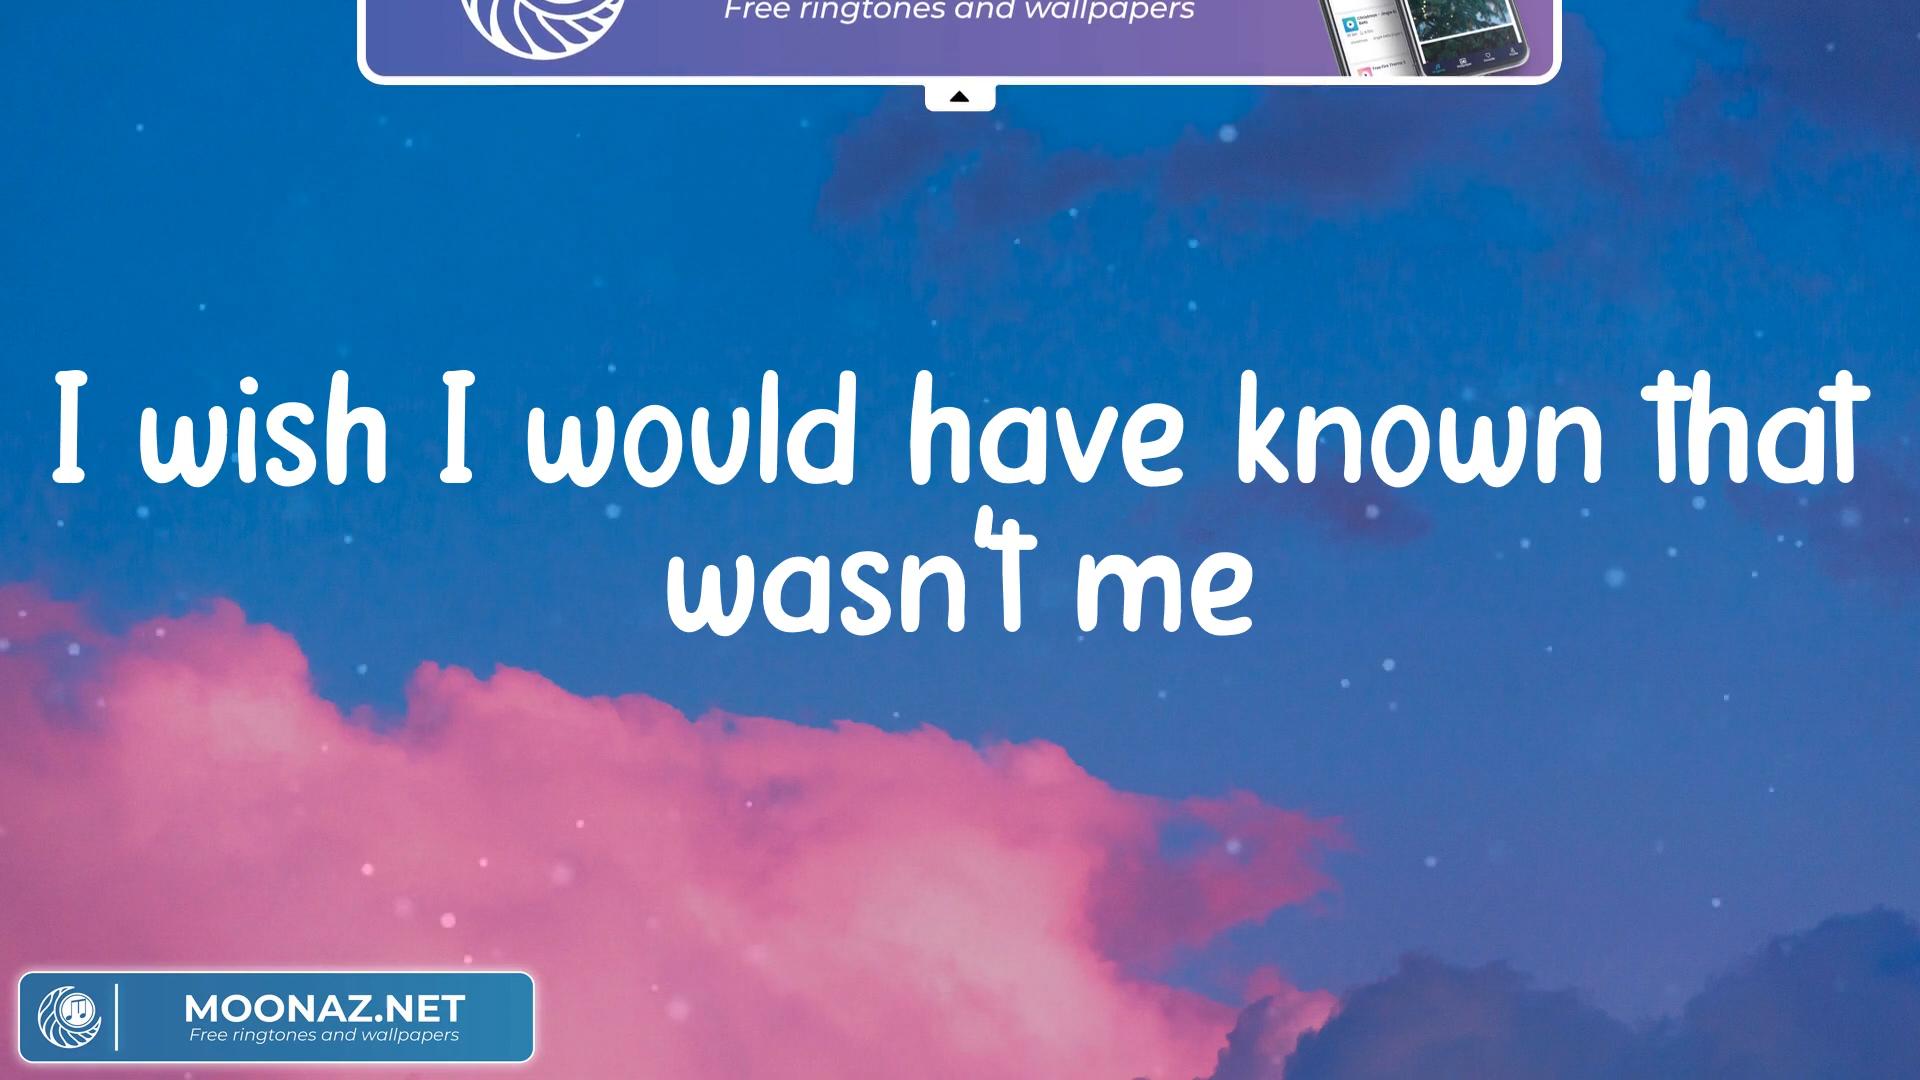 Free ringtones and wallpapers
I wish I would have known that
wasn't me
MOONAZ.NET
Free ringtones and wallpapers